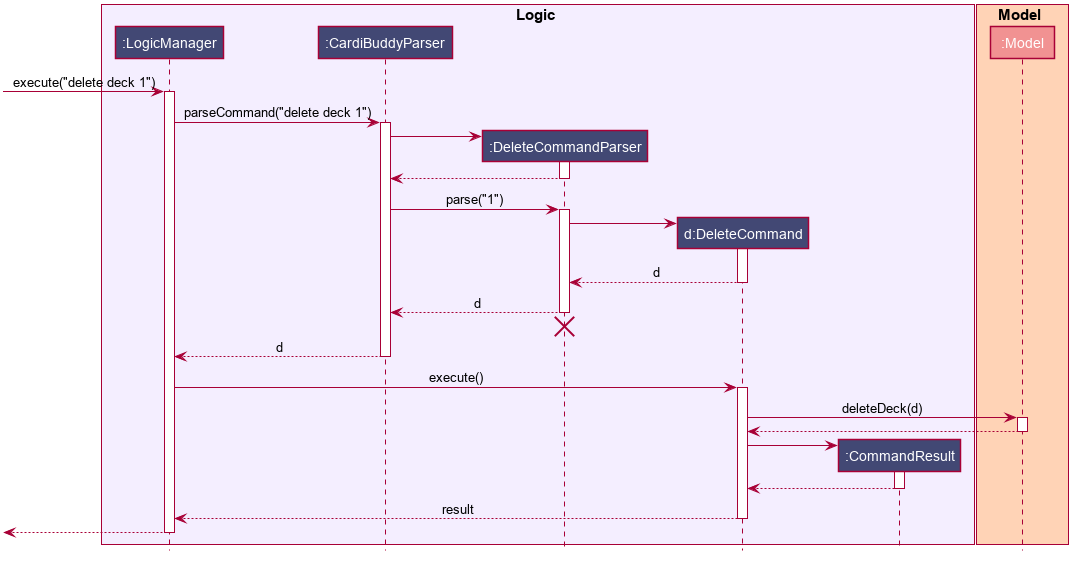 Logic
Model
:LogicManager
:CardiBuddyParser
:Model
execute("delete deck 1")
parseCommand("delete deck 1")
:DeleteCommandParser
parse("1")
d:DeleteCommand
d
d
d
execute()
deleteDeck(d)
:CommandResult
result